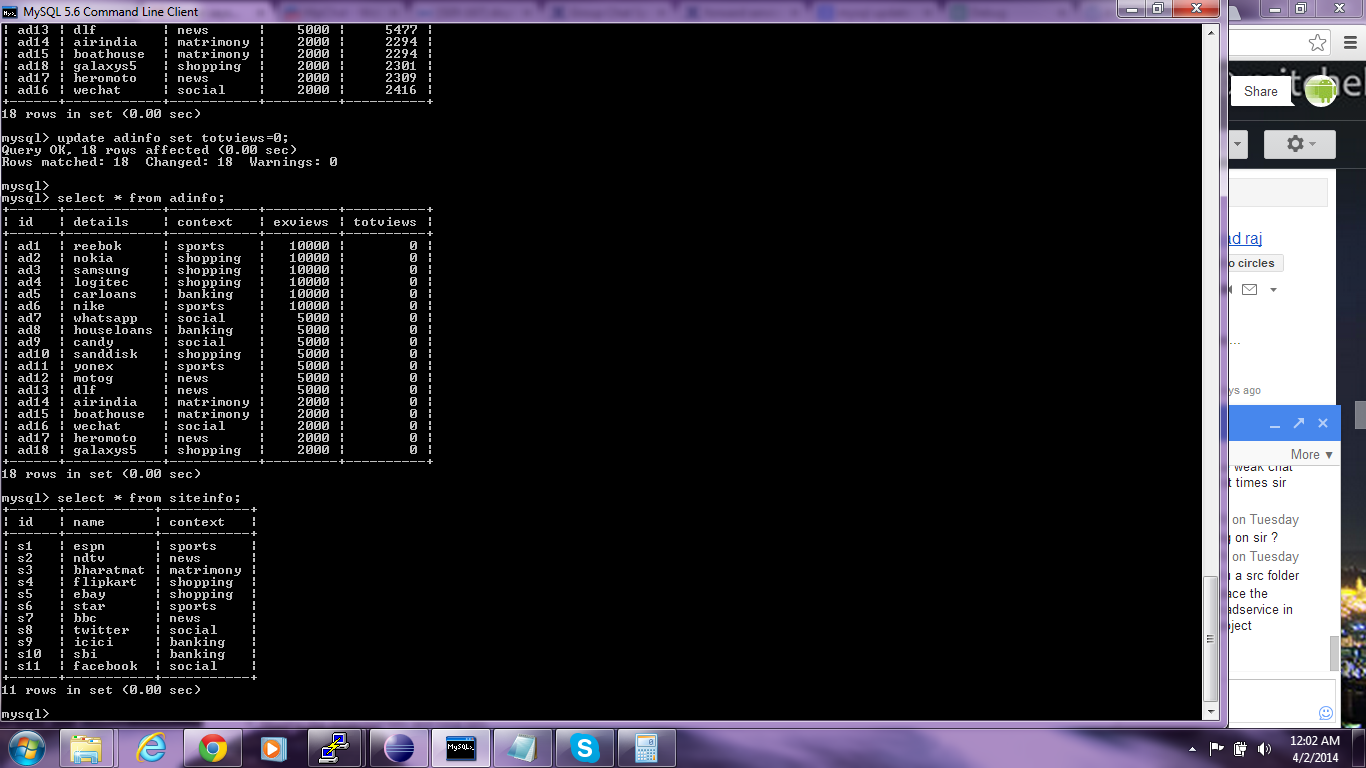 MySQL 5.6 Command Line Client
| ad13 | dlf | news | 5000 | 5477 |
| ad14 | airindia | matrimony | 2000 | 2294 |
| ad15 | boathouse | matrimony | 2000 | 2294 |
| ad18 | galaxys5 | shopping | 2000 | 2301 |
| ad17 | heromoto | news | 2000 | 2309 |
| ad16 | wechat | social | 2000 | 2416 |
18 rows in set (0.00 sec)
mysql> update adinfo set totviews=0;
Query OK, 18 rows affected (0.00 sec)
Rows matched: 18  Changed: 18  Warnings: 0
mysql>
mysql> select * from adinfo;
| id | details | context | exviews | totviews |
| ad1 | reebok | sports | 10000 | 0 |
| ad2 | nokia | shopping | 10000 | 0 |
| ad3 | samsung | shopping | 10000 | 0 |
| ad4 | logitec | shopping | 10000 | 0 |
| ad5 | carloans | banking | 10000 | 0 |
| ad6 | nike | sports | 10000 | 0 |
| ad7 | whatsapp | social | 5000 | 0 |
| ad8 | houseloans | banking | 5000 | 0 |
| ad9 | candy | social | 5000 | 0 |
| ad10 | sanddisk | shopping | 5000 | 0 |
| ad11 | yonex | sports | 5000 | 0 |
| ad12 | motog | news | 5000 | 0 |
| ad13 | dlf | news | 5000 | 0 |
| ad14 | airindia | matrimony | 2000 | 0 |
| ad15 | boathouse | matrimony | 2000 | 0 |
| ad16 | wechat | social | 2000 | 0 |
| ad17 | heromoto | news | 2000 | 0 |
| ad18 | galaxys5 | shopping | 2000 | 0 |
18 rows in set (0.00 sec)
mysql> select * from siteinfo;
| id | name | context |
| s1 | espn | sports |
| s2 | ndtv | news |
| s3 | bharatmat | matrimony |
| s4 | flipkart | shopping |
| s5 | ebay | shopping |
| s6 | star | sports |
| s7 | bbc | news |
| s8 | twitter | social |
| s9 | icici | banking |
| s10 | sbi | banking |
| s11 | facebook | social |
11 rows in set (0.00 sec)
mysql>
Share
ad raj
o circles
...
ys ago
More
weak chat
t times sir
on Tuesday
g on sir ?
on Tuesday
a src folder
ace the
adservice in
ject
MySQL
12:02 AM
4/2/2014